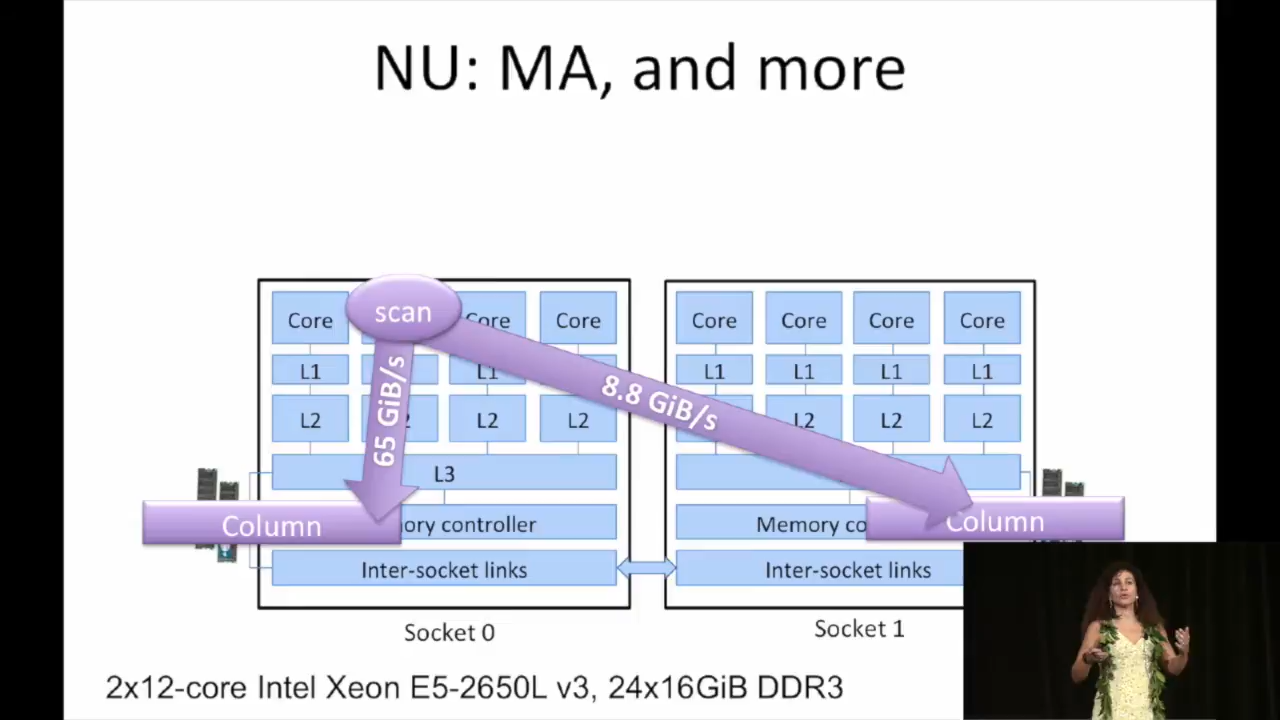 NU: MA, and more
scan
Core Core Core
Core Core Core Core
L1 L1
L1 L1 L1 L1
65 GiB/s
8.8 GiB/s
L2 L2 L2
L2 L2 L2
L3
Column
ory controller
Memory co
Column
Inter-socket links
Inter-socket links
Socket 0
Socket 1
2x12-core Intel Xeon E5-2650L v3, 24x16GiB DDR3